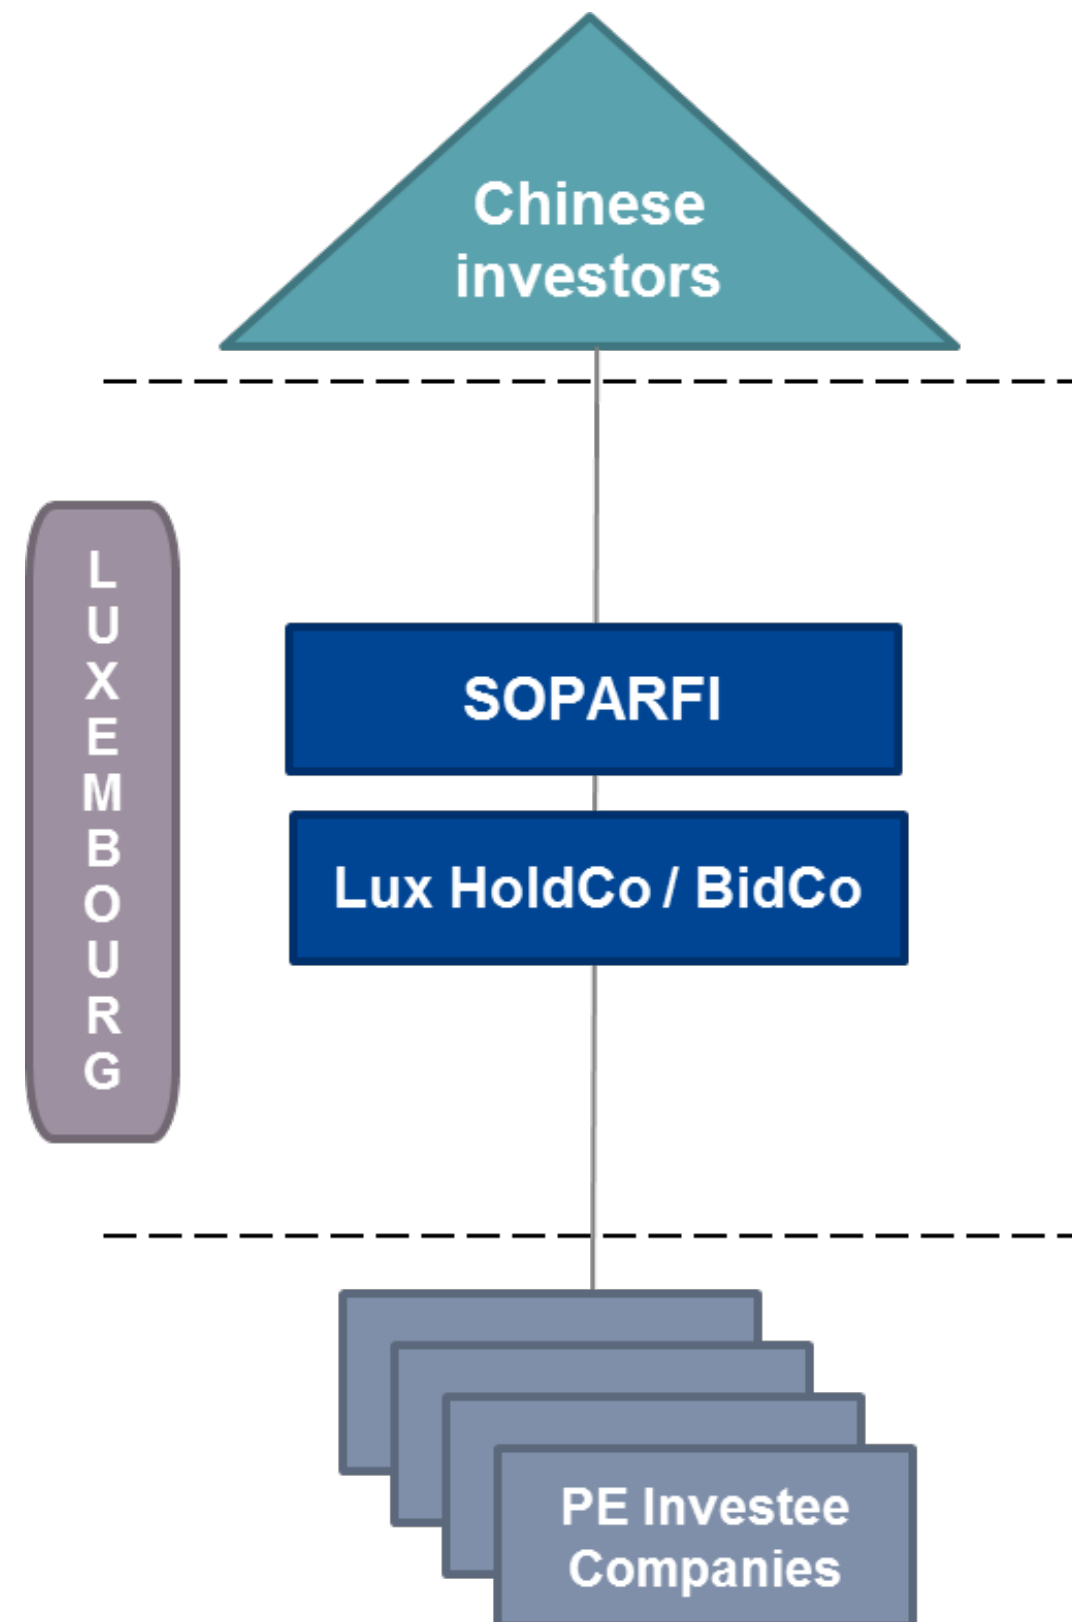 Chinese
investors
LUXEMBOURG
SOPARFI
Lux HoldCo / BidCo
PE Investee
Companies